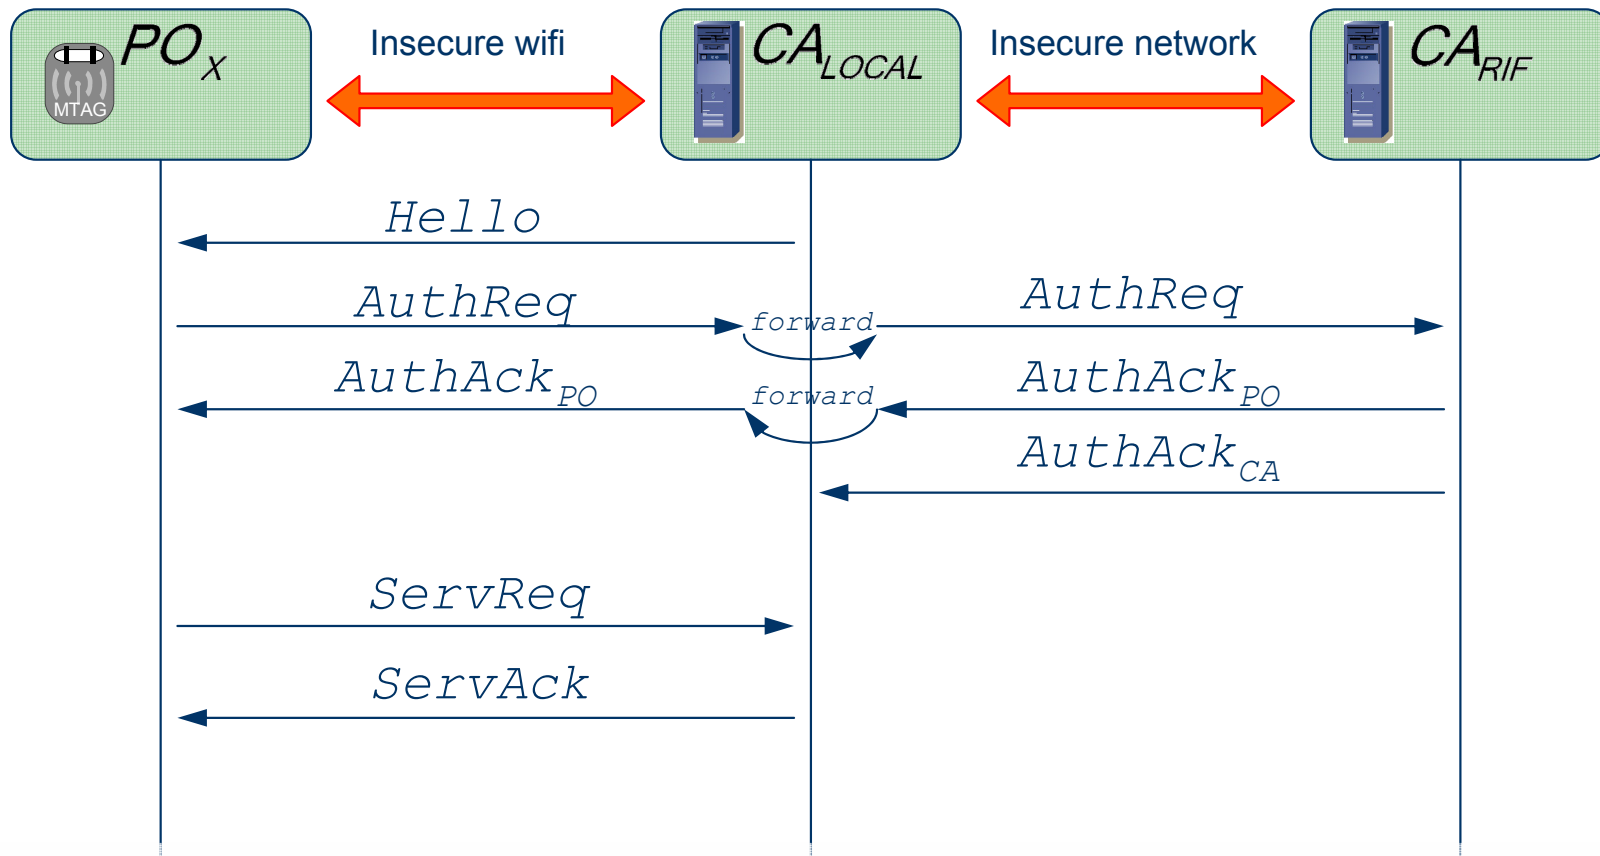 PO_X
MTAG
Insecure wifi
CA_LOCAL
Insecure network
CA_RIF
Hello
AuthReq
forward
AuthReq
AuthAck_PO
forward
AuthAck_PO
AuthAck_CA
ServReq
ServAck